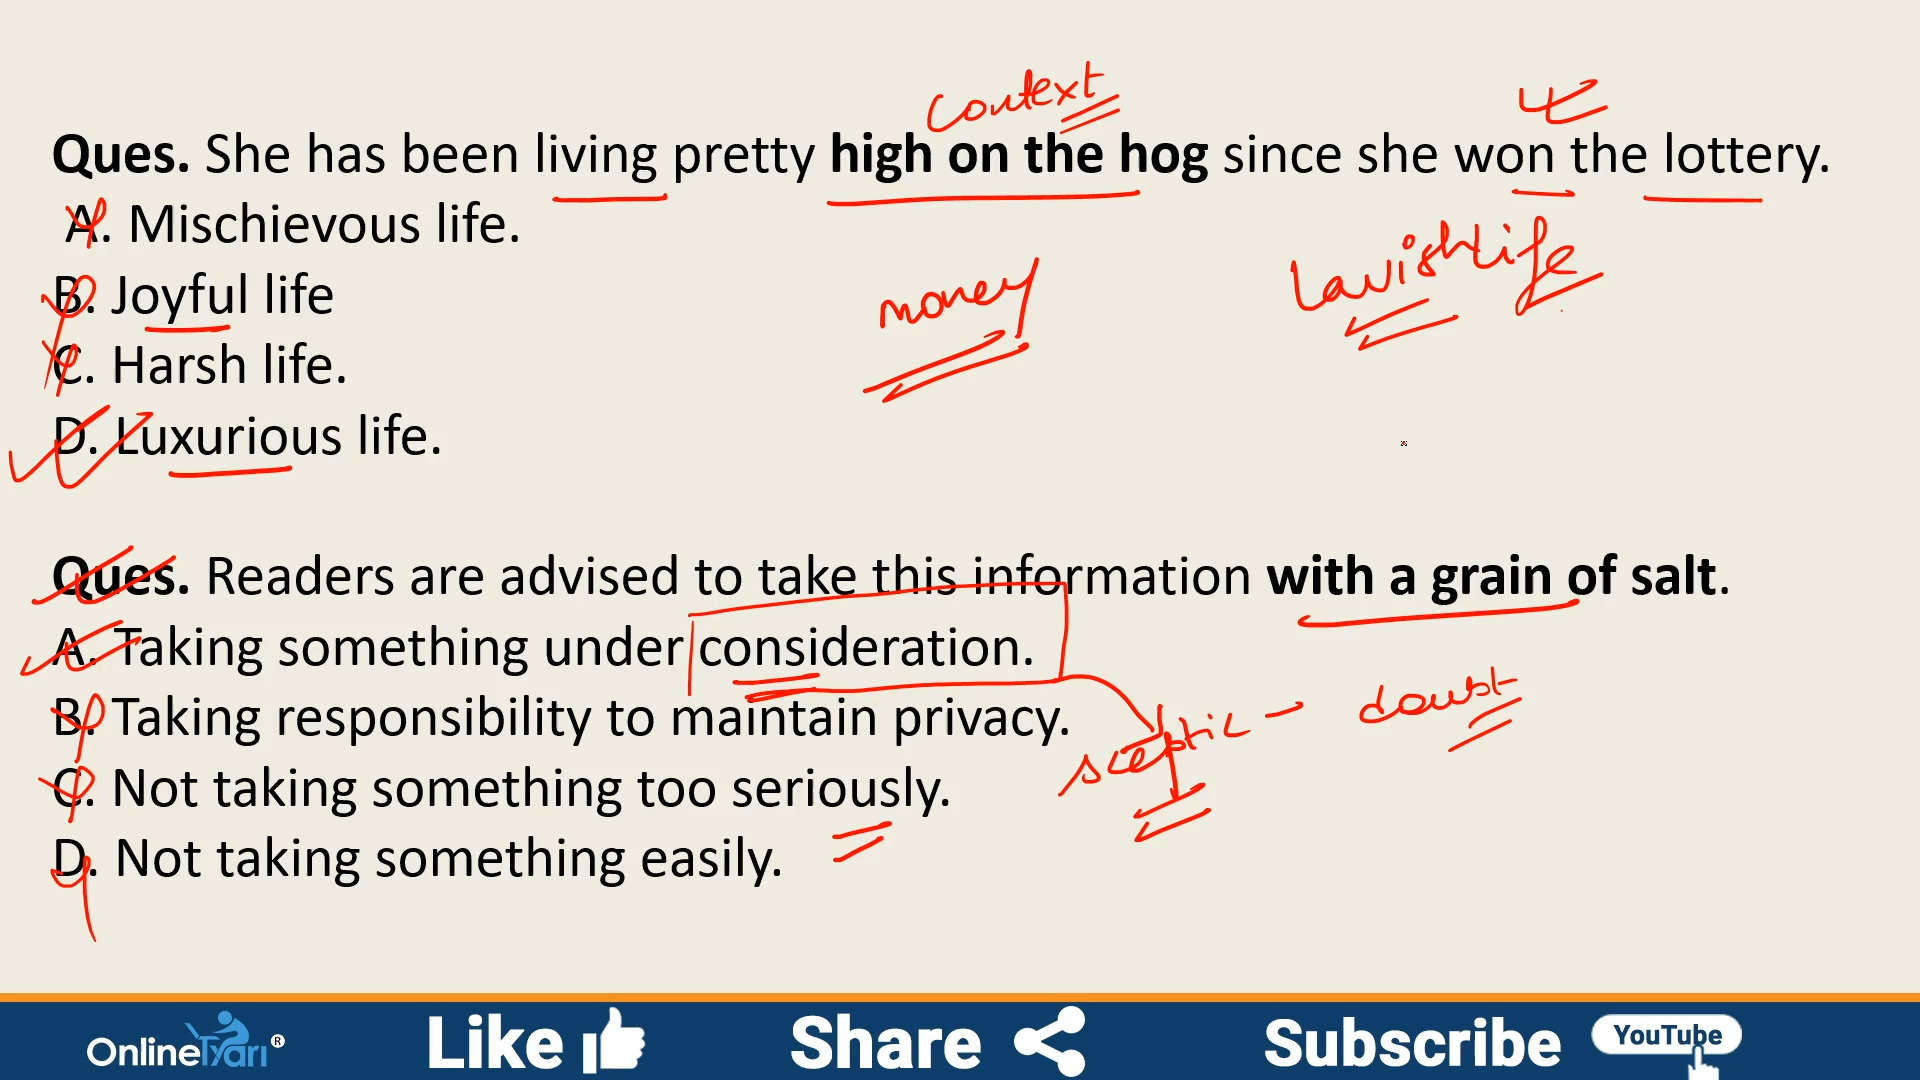 context
Ques. She has been living pretty high on the hog since she won the lottery.
A. Mischievous life.
B. Joyful life
money
Lavish life
C. Harsh life.
D. Luxurious life.
Ques. Readers are advised to take this information with a grain of salt.
A. Taking something under consideration.
B. Taking responsibility to maintain privacy.
sceptic - doubt
C. Not taking something too seriously.
D. Not taking something easily.
OnlineTyari ® Like Share Subscribe YouTube